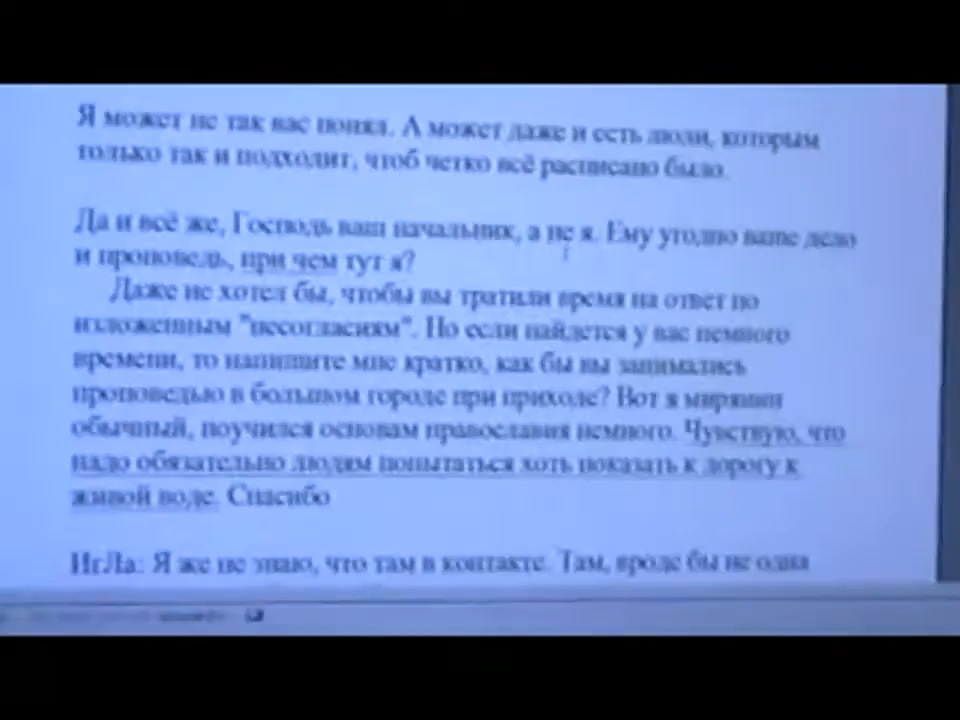 Я может не так вас понял. А может даже и есть люди, которым
только так и подходит, чтоб четко всё расписано было.
Да и всё же, Господь ваш начальник, а не я. Ему угодно ваше дело
и проповедь, при чем тут я?
Даже не хотел бы, чтобы вы тратили время на ответ по
изложенным "несогласиям". Но если найдется у вас немного
времени, то напишите мне кратко, как бы вы занимались
проповедью в большом городе при приходе? Вот я мирянин
обычный, поучился основам православия немного. Чувствую, что
надо обязательно людям попытаться хоть показать к дорогу к
живой воде. Спасибо
ИгЛа: Я же не знаю, что там в контакте. Там, вроде бы не одна